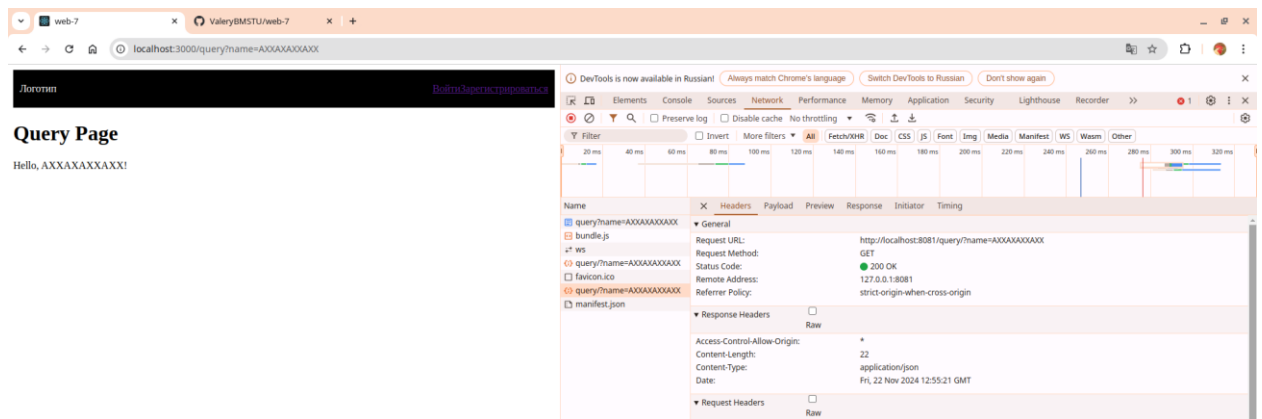 web-7
ValeryBMSTU/web-7
localhost:3000/query?name=AXXAXAXXAXX
Логотип
ВойтиЗарегистрироваться
Query Page
Hello, AXXAXAXXAXX!
DevTools is now available in Russian! Always match Chrome's language Switch DevTools to Russian Don't show again
Elements Console Sources Network Performance Memory Application Security Lighthouse Recorder 1
Preserve log Disable cache No throttling
Filter Invert More filters All Fetch/XHR Doc CSS JS Font Img Media Manifest WS Wasm Other
20 ms 40 ms 60 ms 80 ms 100 ms 120 ms 140 ms 160 ms 180 ms 200 ms 220 ms 240 ms 260 ms 280 ms 300 ms 320 ms
Name
query?name=AXXAXAXXAXX
bundle.js
ws
query/?name=AXXAXAXXAXX
favicon.ico
query/?name=AXXAXAXXAXX
manifest.json
Headers Payload Preview Response Initiator Timing
General
Request URL: http://localhost:8081/query/?name=AXXAXAXXAXX
Request Method: GET
Status Code: 200 OK
Remote Address: 127.0.0.1:8081
Referrer Policy: strict-origin-when-cross-origin
Response Headers
Raw
Access-Control-Allow-Origin: *
Content-Length: 22
Content-Type: application/json
Date: Fri, 22 Nov 2024 12:55:21 GMT
Request Headers
Raw